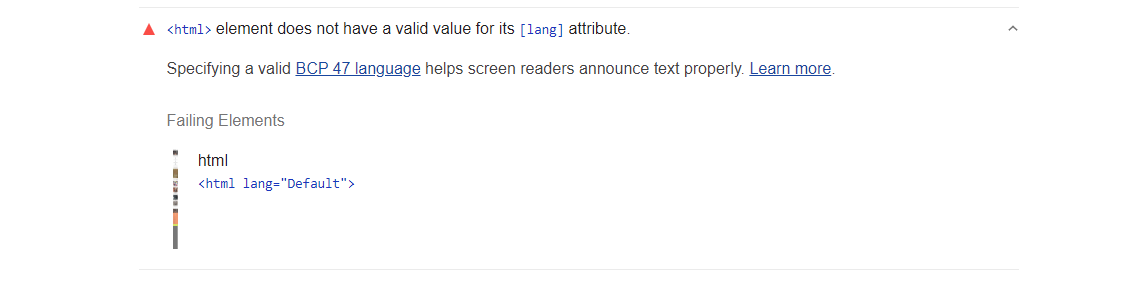 <html> element does not have a valid value for its [lang] attribute.
Specifying a valid BCP 47 language helps screen readers announce text properly. Learn more.
Failing Elements
html
<html lang="Default">